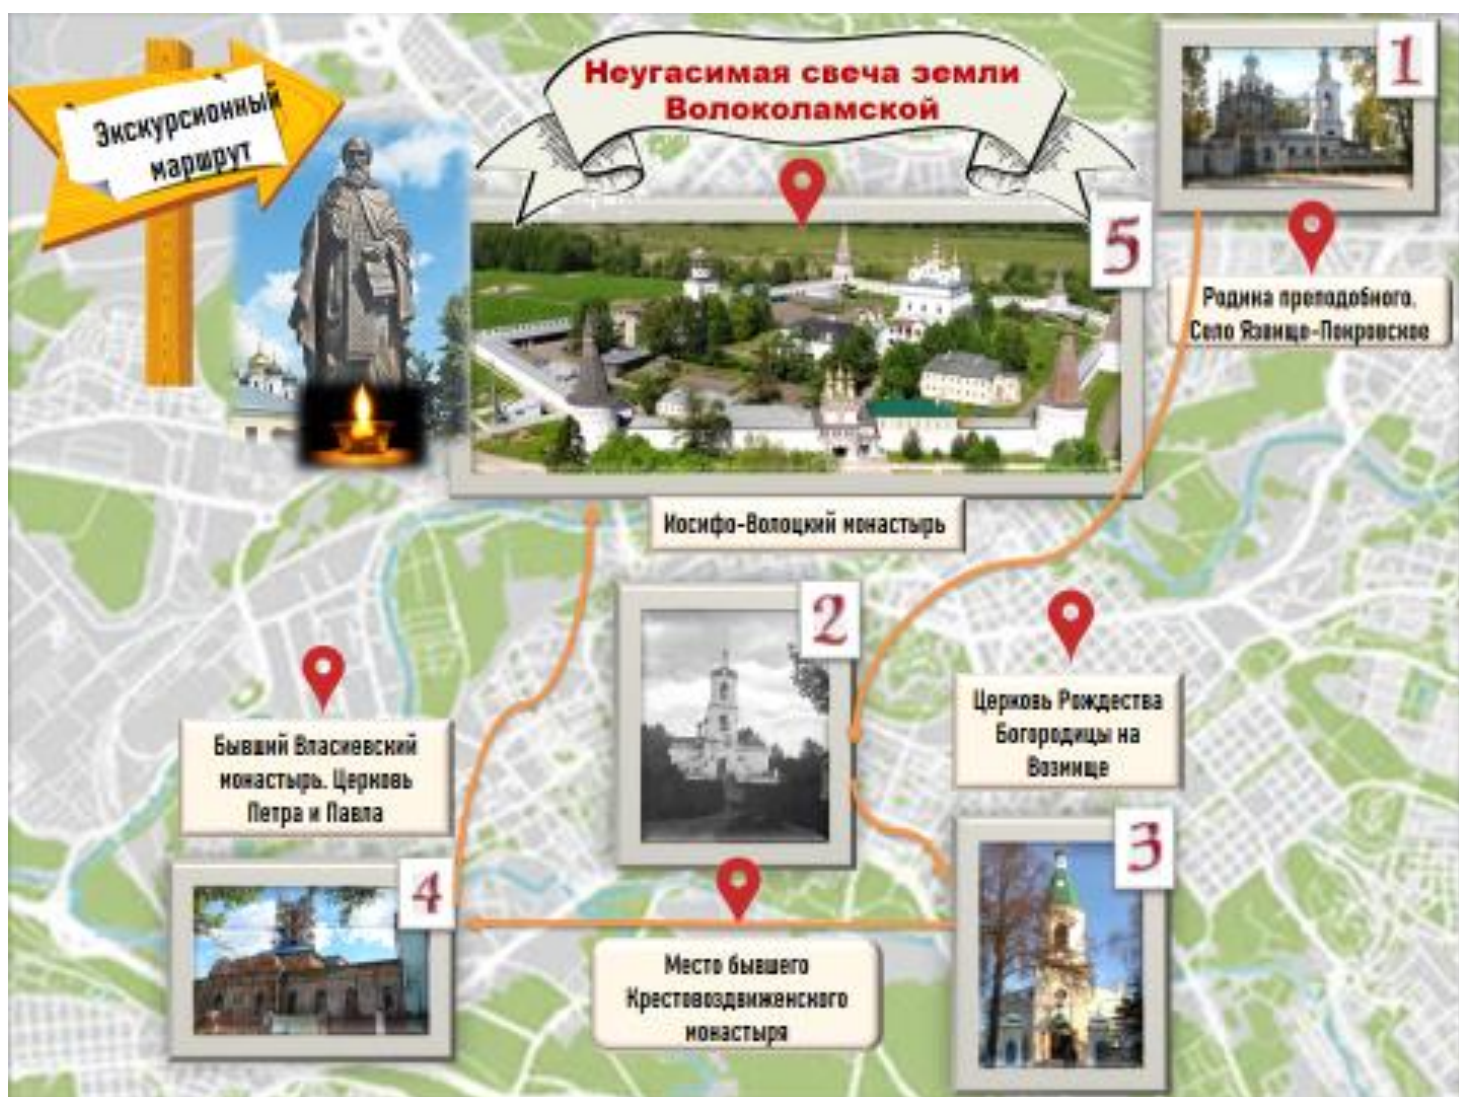 Экскурсионный
маршрут
Неугасимая свеча земли
Волоколамской
1
Родина преподобного.
Село Язвище-Покровское
5
Иосифо-Волоцкий монастырь
2
Церковь Рождества
Богородицы на
Возмище
Бывший Власиевский
монастырь. Церковь
Петра и Павла
3
4
Место бывшего
Крестовоздвиженского
монастыря